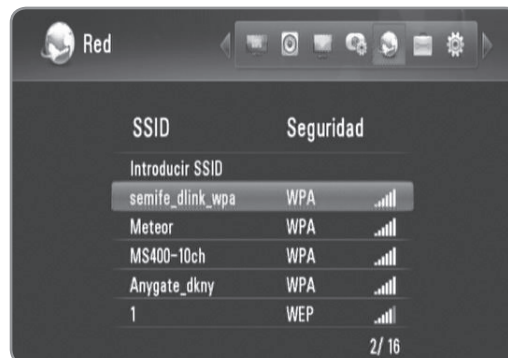 Red
SSID Seguridad
Introducir SSID
semife_dlink_wpa WPA
Meteor WPA
MS400-10ch WPA
Anygate_dkny WPA
1 WEP
2/ 16